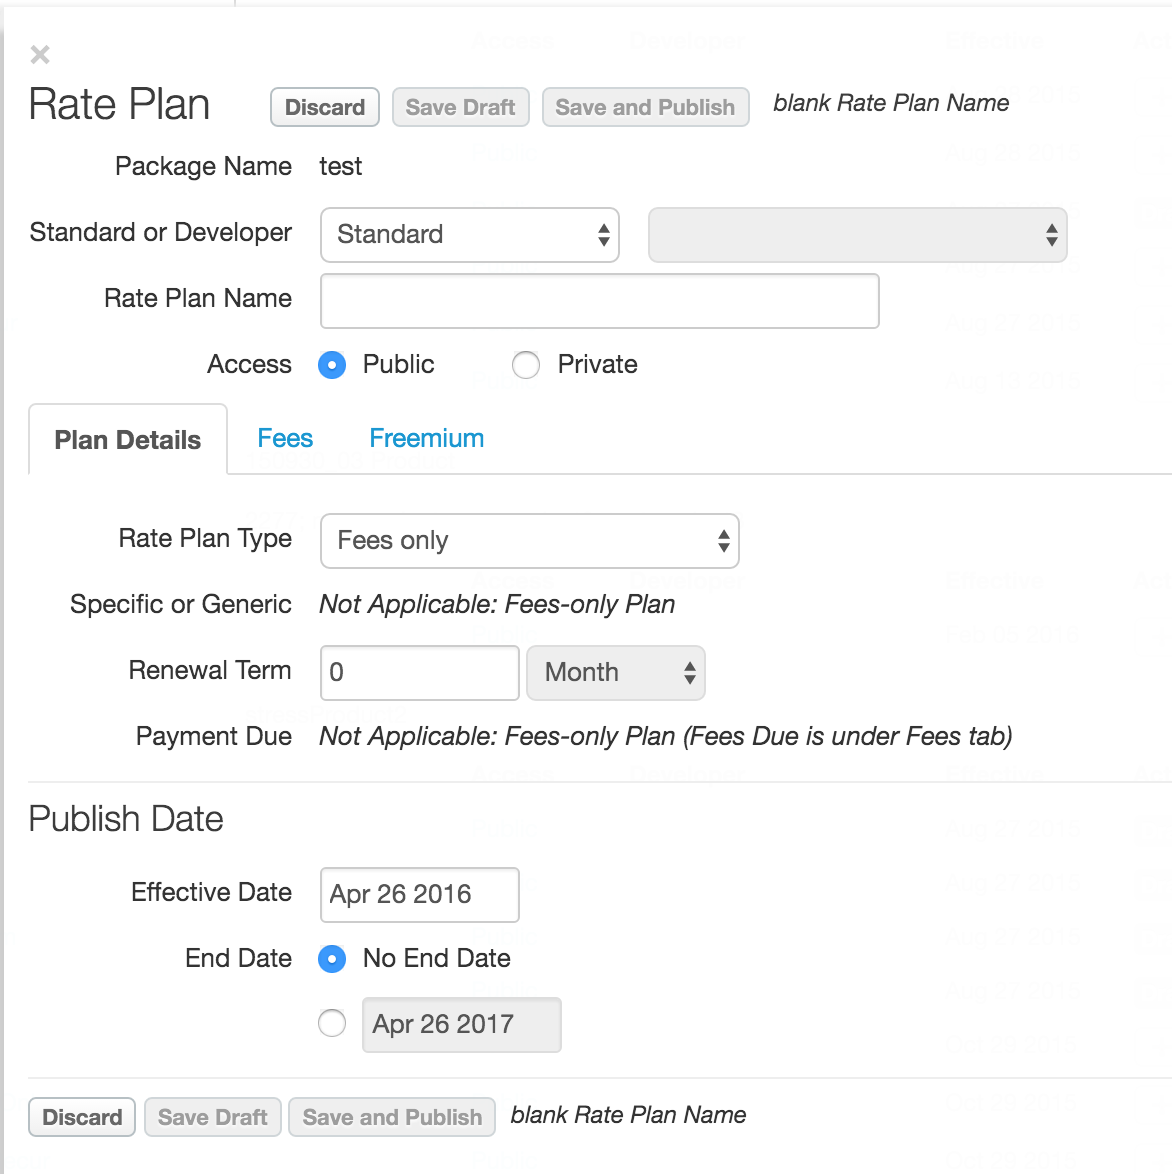 ×
Rate Plan Discard Save Draft Save and Publish blank Rate Plan Name
Package Name test
Standard or Developer Standard
Rate Plan Name
Access Public Private
Plan Details Fees Freemium
Rate Plan Type Fees only
Specific or Generic Not Applicable: Fees-only Plan
Renewal Term 0 Month
Payment Due Not Applicable: Fees-only Plan (Fees Due is under Fees tab)
Publish Date
Effective Date Apr 26 2016
End Date No End Date
Apr 26 2017
Discard Save Draft Save and Publish blank Rate Plan Name